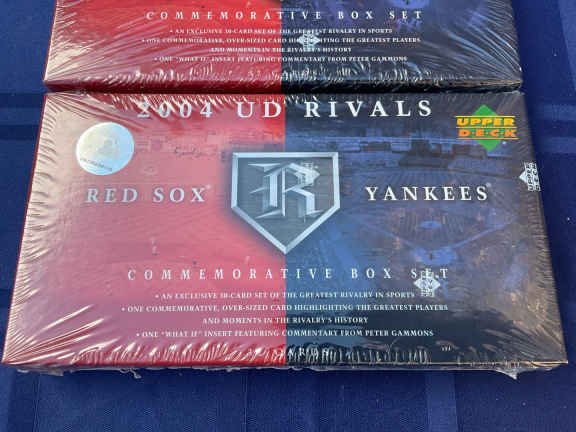 COMMEMORATIVE BOX SET
• AN EXCLUSIVE 30-CARD SET OF THE GREATEST RIVALRY IN SPORTS
• ONE COMMEMORATIVE, OVER-SIZED CARD HIGHLIGHTING THE GREATEST PLAYERS
AND MOMENTS IN THE RIVALRY'S HISTORY
• ONE "WHAT IF" INSERT FEATURING COMMENTARY FROM PETER GAMMONS
2004 UD RIVALS
UPPER
DECK
R
RED SOX YANKEES
COMMEMORATIVE BOX SET
• AN EXCLUSIVE 30-CARD SET OF THE GREATEST RIVALRY IN SPORTS
• ONE COMMEMORATIVE, OVER-SIZED CARD HIGHLIGHTING THE GREATEST PLAYERS
AND MOMENTS IN THE RIVALRY'S HISTORY
• ONE "WHAT IF" INSERT FEATURING COMMENTARY FROM PETER GAMMONS